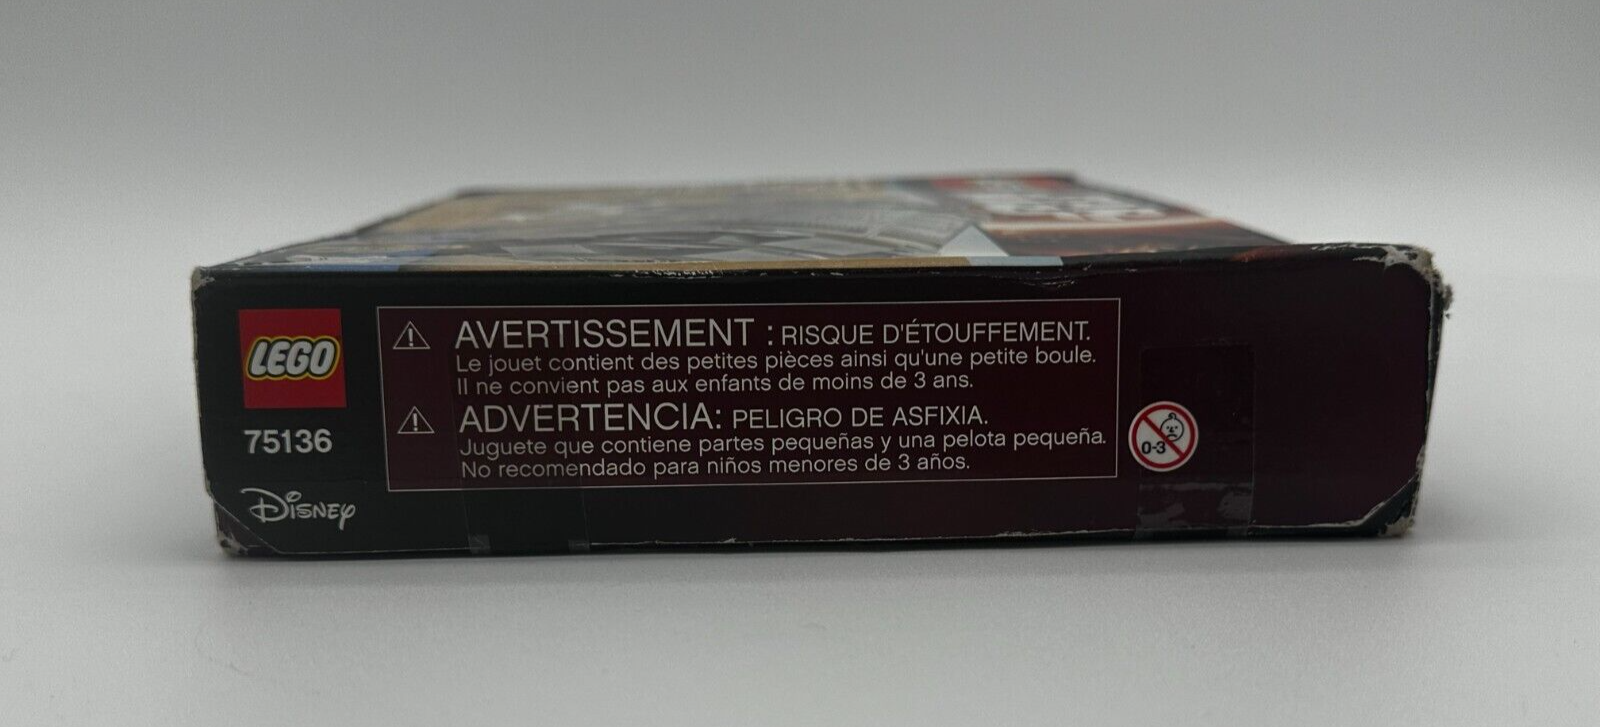 LEGO
75136
Disney
AVERTISSEMENT : RISQUE D'ÉTOUFFEMENT.
Le jouet contient des petites pièces ainsi qu'une petite boule.
Il ne convient pas aux enfants de moins de 3 ans.
ADVERTENCIA: PELIGRO DE ASFIXIA.
Juguete que contiene partes pequeñas y una pelota pequeña.
No recomendado para niños menores de 3 años.
0-3